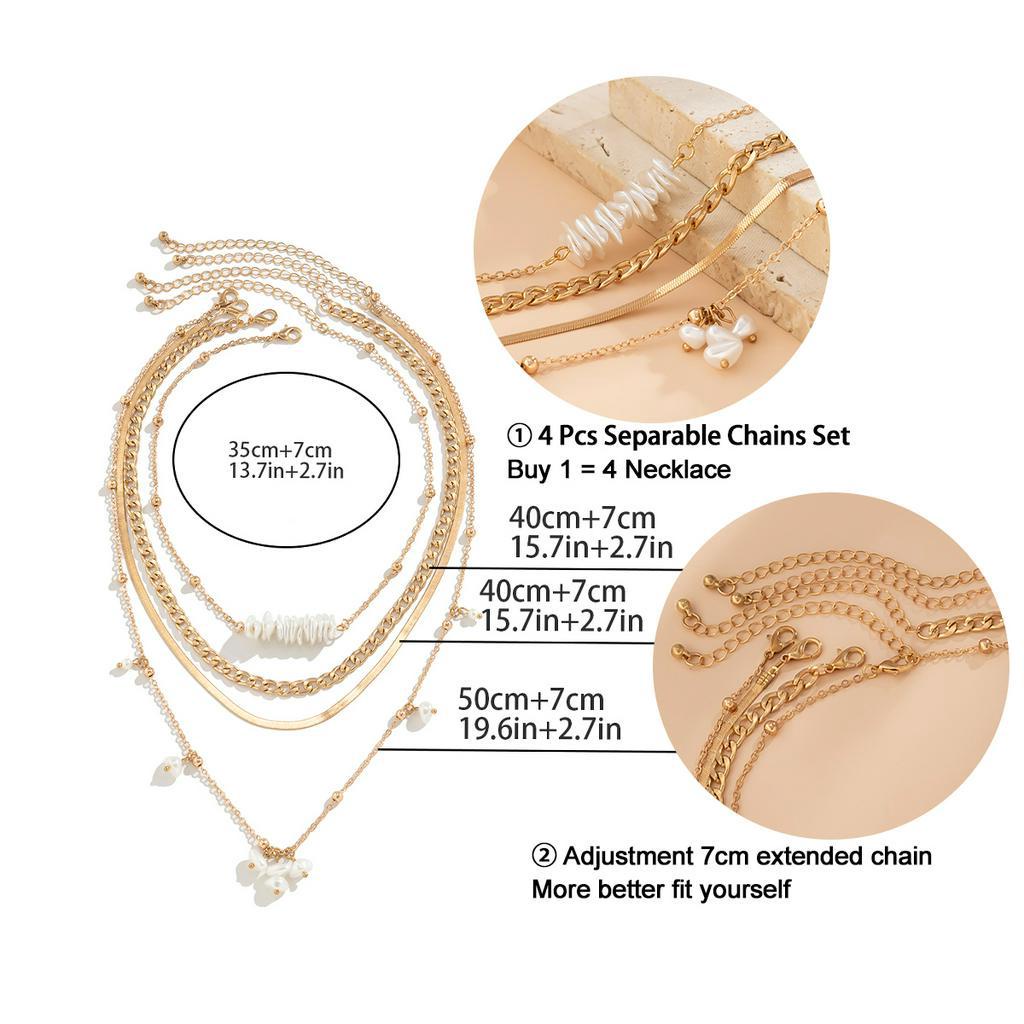 35cm+7cm
13.7in+2.7in
① 4 Pcs Separable Chains Set
Buy 1 = 4 Necklace
40cm+7cm
15.7in+2.7in
40cm+7cm
15.7in+2.7in
50cm+7cm
19.6in+2.7in
② Adjustment 7cm extended chain
More better fit yourself